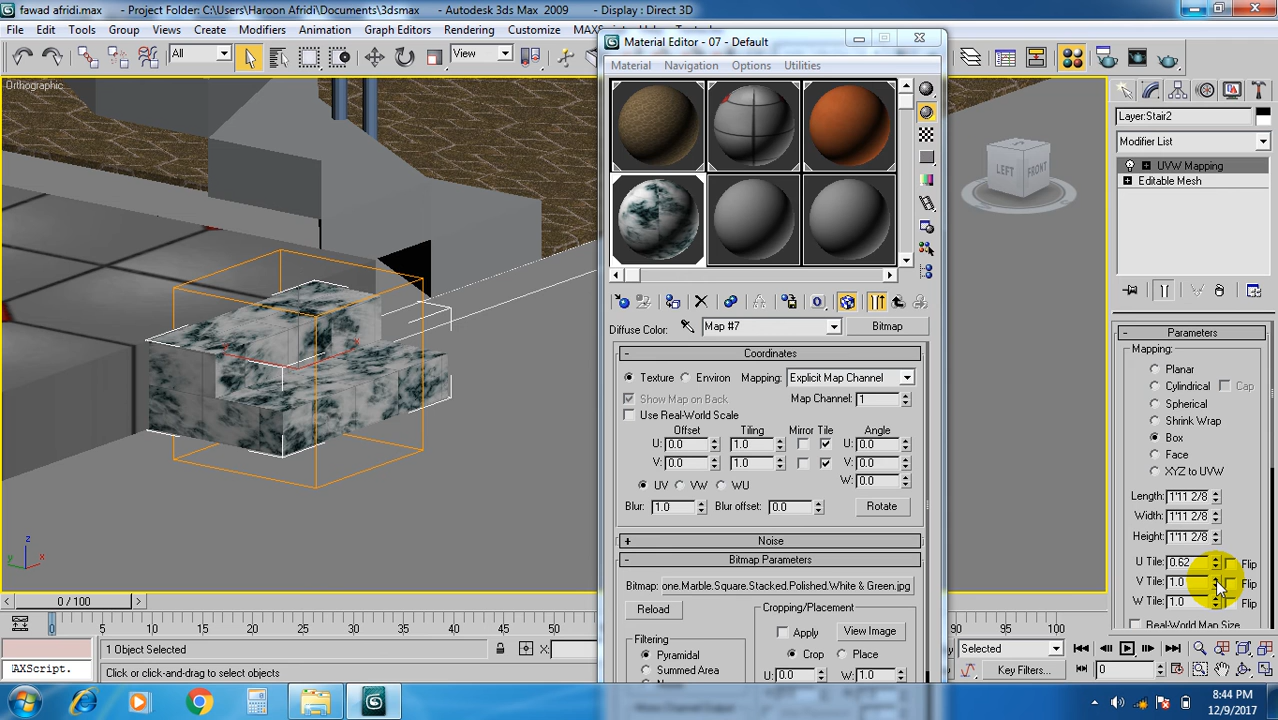 fawad afridi.max - Project Folder: C:\Users\Haroon Afridi\Documents\3dsmax - Autodesk 3ds Max 2009 - Display : Direct 3D
File Edit Tools Group Views Create Modifiers Animation Graph Editors Rendering Customize
All View
Material Editor - 07 - Default
Material Navigation Options Utilities
Orthographic
LEFT FRONT
Layer:Stair2
Modifier List
UVW Mapping
Editable Mesh
Diffuse Color: Map #7 Bitmap
- Coordinates
Texture Environ Mapping: Explicit Map Channel
Show Map on Back Map Channel: 1
Use Real-World Scale
Offset Tiling Mirror Tile Angle
U: 0.0 1.0 U: 0.0
V: 0.0 1.0 V: 0.0
UV VW WU W: 0.0
Blur: 1.0 Blur offset: 0.0 Rotate
+ Noise
- Bitmap Parameters
Bitmap: one.Marble.Square.Stacked.Polished.White & Green.jpg
Reload Cropping/Placement
Apply View Image
Filtering
Pyramidal Crop Place
Summed Area U: 0.0 W: 1.0
- Parameters
Mapping:
Planar
Cylindrical Cap
Spherical
Shrink Wrap
Box
Face
XYZ to UVW
Length: 1'11 2/8
Width: 1'11 2/8
Height: 1'11 2/8
U Tile: 0.62 Flip
V Tile: 1.0 Flip
W Tile: 1.0 Flip
Real-World Map Size
z
y x
< 0 / 100 >
0 5 10 15 20 25 30 35 40 45 50 90 95 100
1 Object Selected X:
Click or click-and-drag to select objects
AXScript.
Selected
Key Filters... 0
8:44 PM
12/9/2017